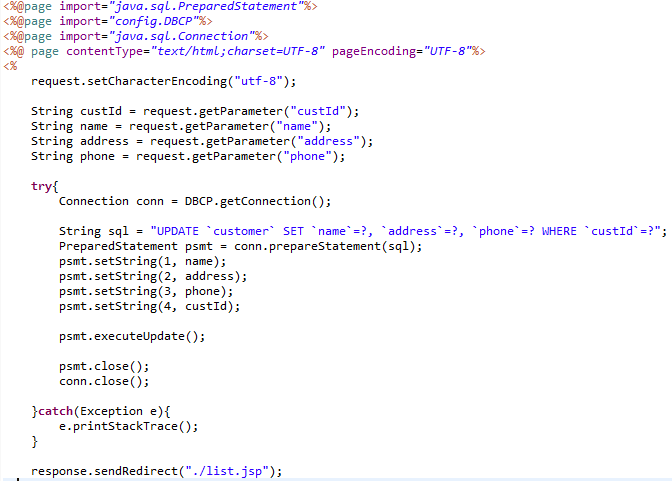 <%@page import="java.sql.PreparedStatement"%>
<%@page import="config.DBCP"%>
<%@page import="java.sql.Connection"%>
<%@ page contentType="text/html;charset=UTF-8" pageEncoding="UTF-8"%>
<%
    request.setCharacterEncoding("utf-8");

    String custId = request.getParameter("custId");
    String name = request.getParameter("name");
    String address = request.getParameter("address");
    String phone = request.getParameter("phone");

    try{
        Connection conn = DBCP.getConnection();

        String sql = "UPDATE `customer` SET `name`=?, `address`=?, `phone`=? WHERE `custId`=?";
        PreparedStatement psmt = conn.prepareStatement(sql);
        psmt.setString(1, name);
        psmt.setString(2, address);
        psmt.setString(3, phone);
        psmt.setString(4, custId);

        psmt.executeUpdate();

        psmt.close();
        conn.close();

    }catch(Exception e){
        e.printStackTrace();
    }

    response.sendRedirect("./list.jsp");